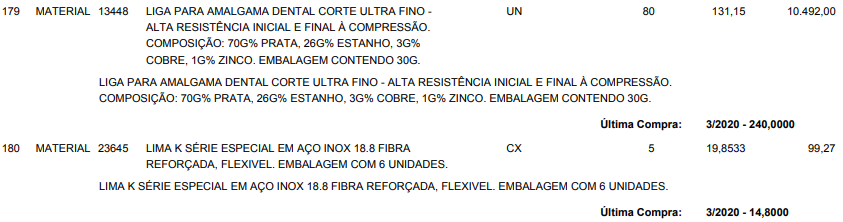 179 MATERIAL 13448 LIGA PARA AMALGAMA DENTAL CORTE ULTRA FINO - UN 80 131,15 10.492,00
ALTA RESISTÊNCIA INICIAL E FINAL À COMPRESSÃO.
COMPOSIÇÃO: 70G% PRATA, 26G% ESTANHO, 3G%
COBRE, 1G% ZINCO. EMBALAGEM CONTENDO 30G.
LIGA PARA AMALGAMA DENTAL CORTE ULTRA FINO - ALTA RESISTÊNCIA INICIAL E FINAL À COMPRESSÃO.
COMPOSIÇÃO: 70G% PRATA, 26G% ESTANHO, 3G% COBRE, 1G% ZINCO. EMBALAGEM CONTENDO 30G.
Última Compra: 3/2020 - 240,0000
180 MATERIAL 23645 LIMA K SÉRIE ESPECIAL EM AÇO INOX 18.8 FIBRA CX 5 19,8533 99,27
REFORÇADA, FLEXIVEL. EMBALAGEM COM 6 UNIDADES.
LIMA K SÉRIE ESPECIAL EM AÇO INOX 18.8 FIBRA REFORÇADA, FLEXIVEL. EMBALAGEM COM 6 UNIDADES.
Última Compra: 3/2020 - 14,8000